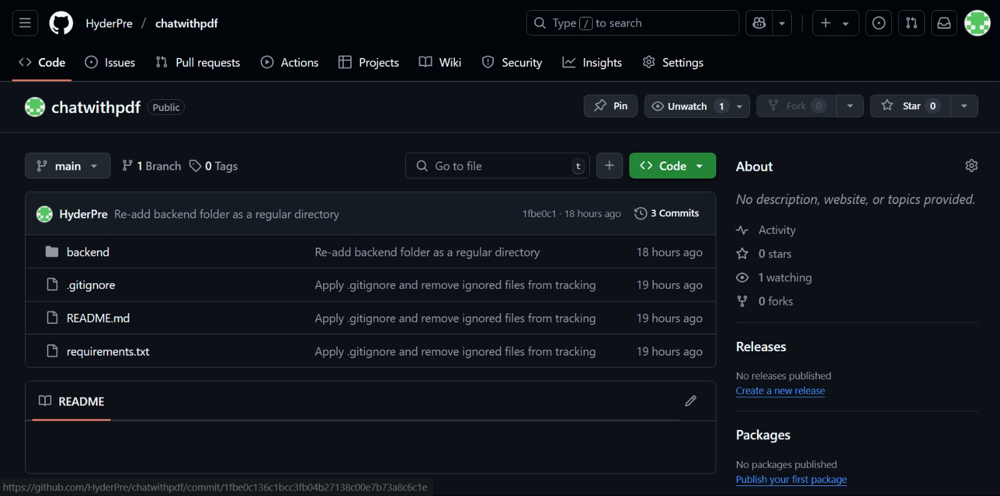 HyderPre / chatwithpdf
Type / to search
Code Issues Pull requests Actions Projects Wiki Security Insights Settings
chatwithpdf Public
Pin Unwatch 1 Fork 0 Star 0
main 1 Branch 0 Tags
Go to file t
Code
HyderPre Re-add backend folder as a regular directory 1fbe0c1 · 18 hours ago 3 Commits
backend Re-add backend folder as a regular directory 18 hours ago
.gitignore Apply .gitignore and remove ignored files from tracking 19 hours ago
README.md Apply .gitignore and remove ignored files from tracking 19 hours ago
requirements.txt Apply .gitignore and remove ignored files from tracking 19 hours ago
README
About
No description, website, or topics provided.
Activity
0 stars
1 watching
0 forks
Releases
No releases published
Create a new release
Packages
No packages published
Publish your first package
https://github.com/HyderPre/chatwithpdf/commit/1fbe0c136c1bcc3fb04b27138c00e7b73a8c6c1e